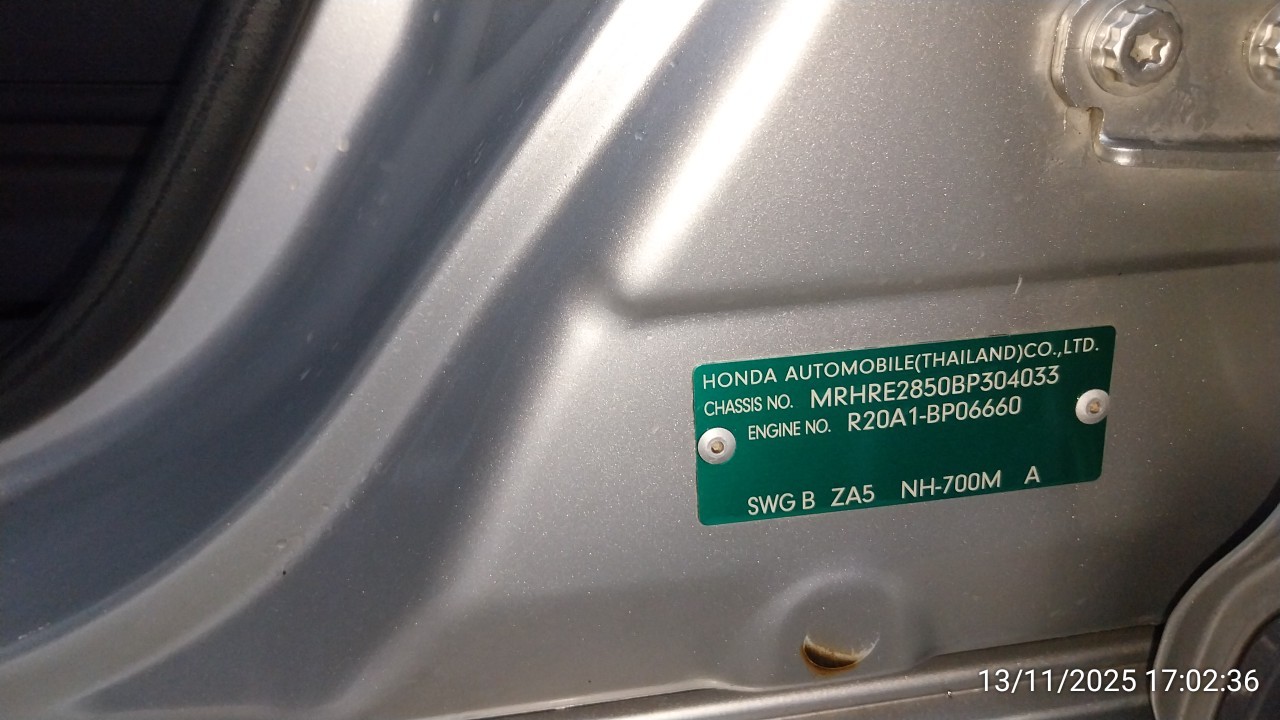 HONDA AUTOMOBILE(THAILAND)CO.,LTD.
CHASSIS NO. MRHRE2850BP304033
ENGINE NO. R20A1-BP06660
SWG B ZA5 NH-700M A
13/11/2025 17:02:36